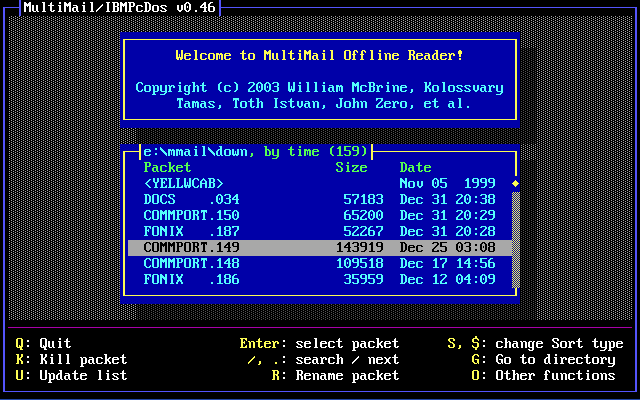 MultiMail/IBMPcDos v0.46
Welcome to MultiMail Offline Reader!
Copyright (c) 2003 William McBrine, Kolossvary
Tamas, Toth Istvan, John Zero, et al.
e:\mmail\down, by time (159)
Packet Size Date
<YELLWCAB> Nov 05 1999
DOCS .034 57183 Dec 31 20:38
COMMPORT.150 65200 Dec 31 20:29
FONIX .187 52267 Dec 31 20:28
COMMPORT.149 143919 Dec 25 03:08
COMMPORT.148 109518 Dec 17 14:56
FONIX .186 35959 Dec 12 04:09
Q: Quit Enter: select packet S, $: change Sort type
K: Kill packet /, .: search / next G: Go to directory
U: Update list R: Rename packet O: Other functions